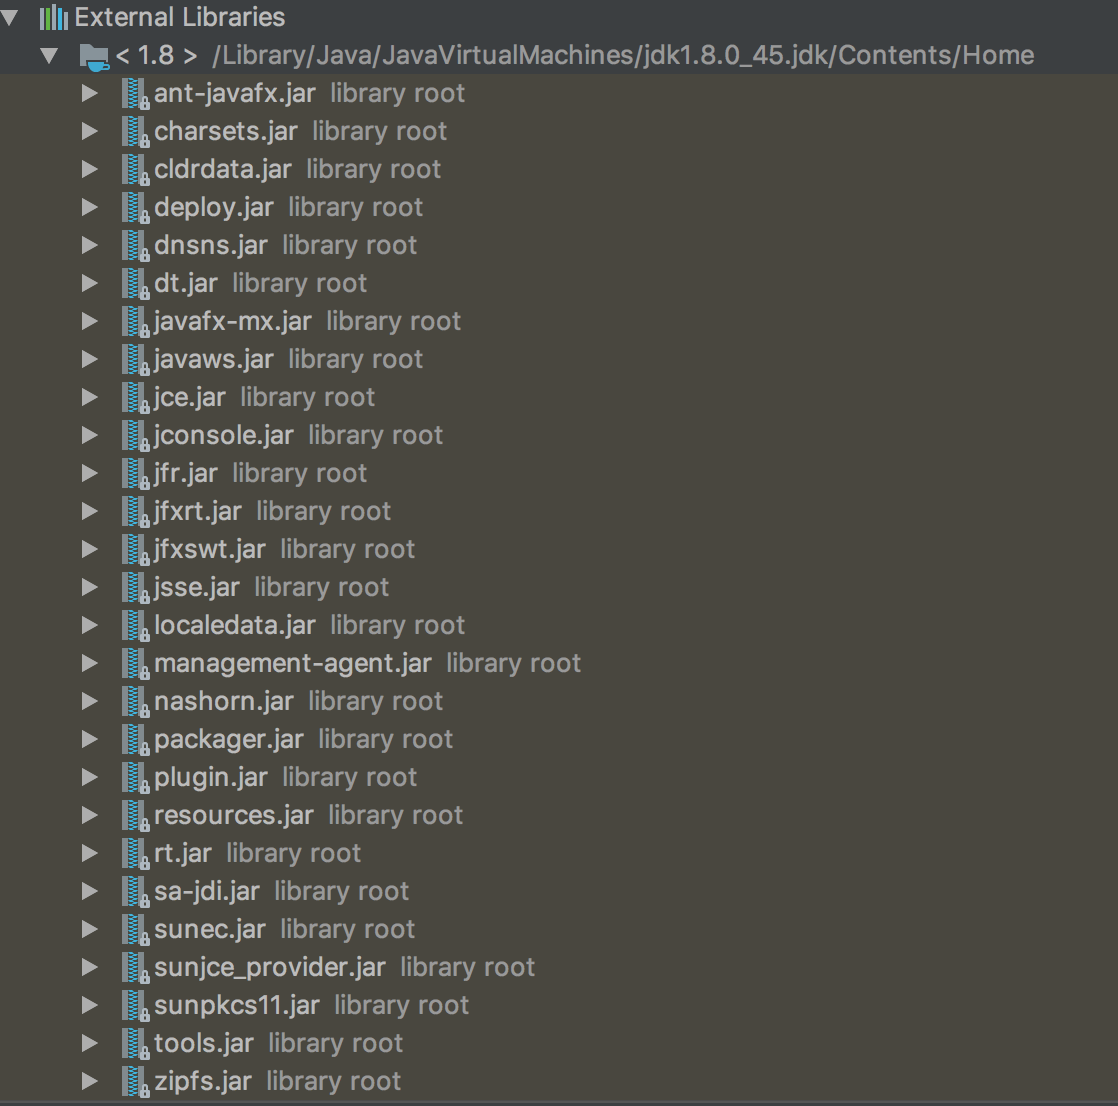 External Libraries
< 1.8 > /Library/Java/JavaVirtualMachines/jdk1.8.0_45.jdk/Contents/Home
ant-javafx.jar library root
charsets.jar library root
cldrdata.jar library root
deploy.jar library root
dnsns.jar library root
dt.jar library root
javafx-mx.jar library root
javaws.jar library root
jce.jar library root
jconsole.jar library root
jfr.jar library root
jfxrt.jar library root
jfxswt.jar library root
jsse.jar library root
localedata.jar library root
management-agent.jar library root
nashorn.jar library root
packager.jar library root
plugin.jar library root
resources.jar library root
rt.jar library root
sa-jdi.jar library root
sunec.jar library root
sunjce_provider.jar library root
sunpkcs11.jar library root
tools.jar library root
zipfs.jar library root